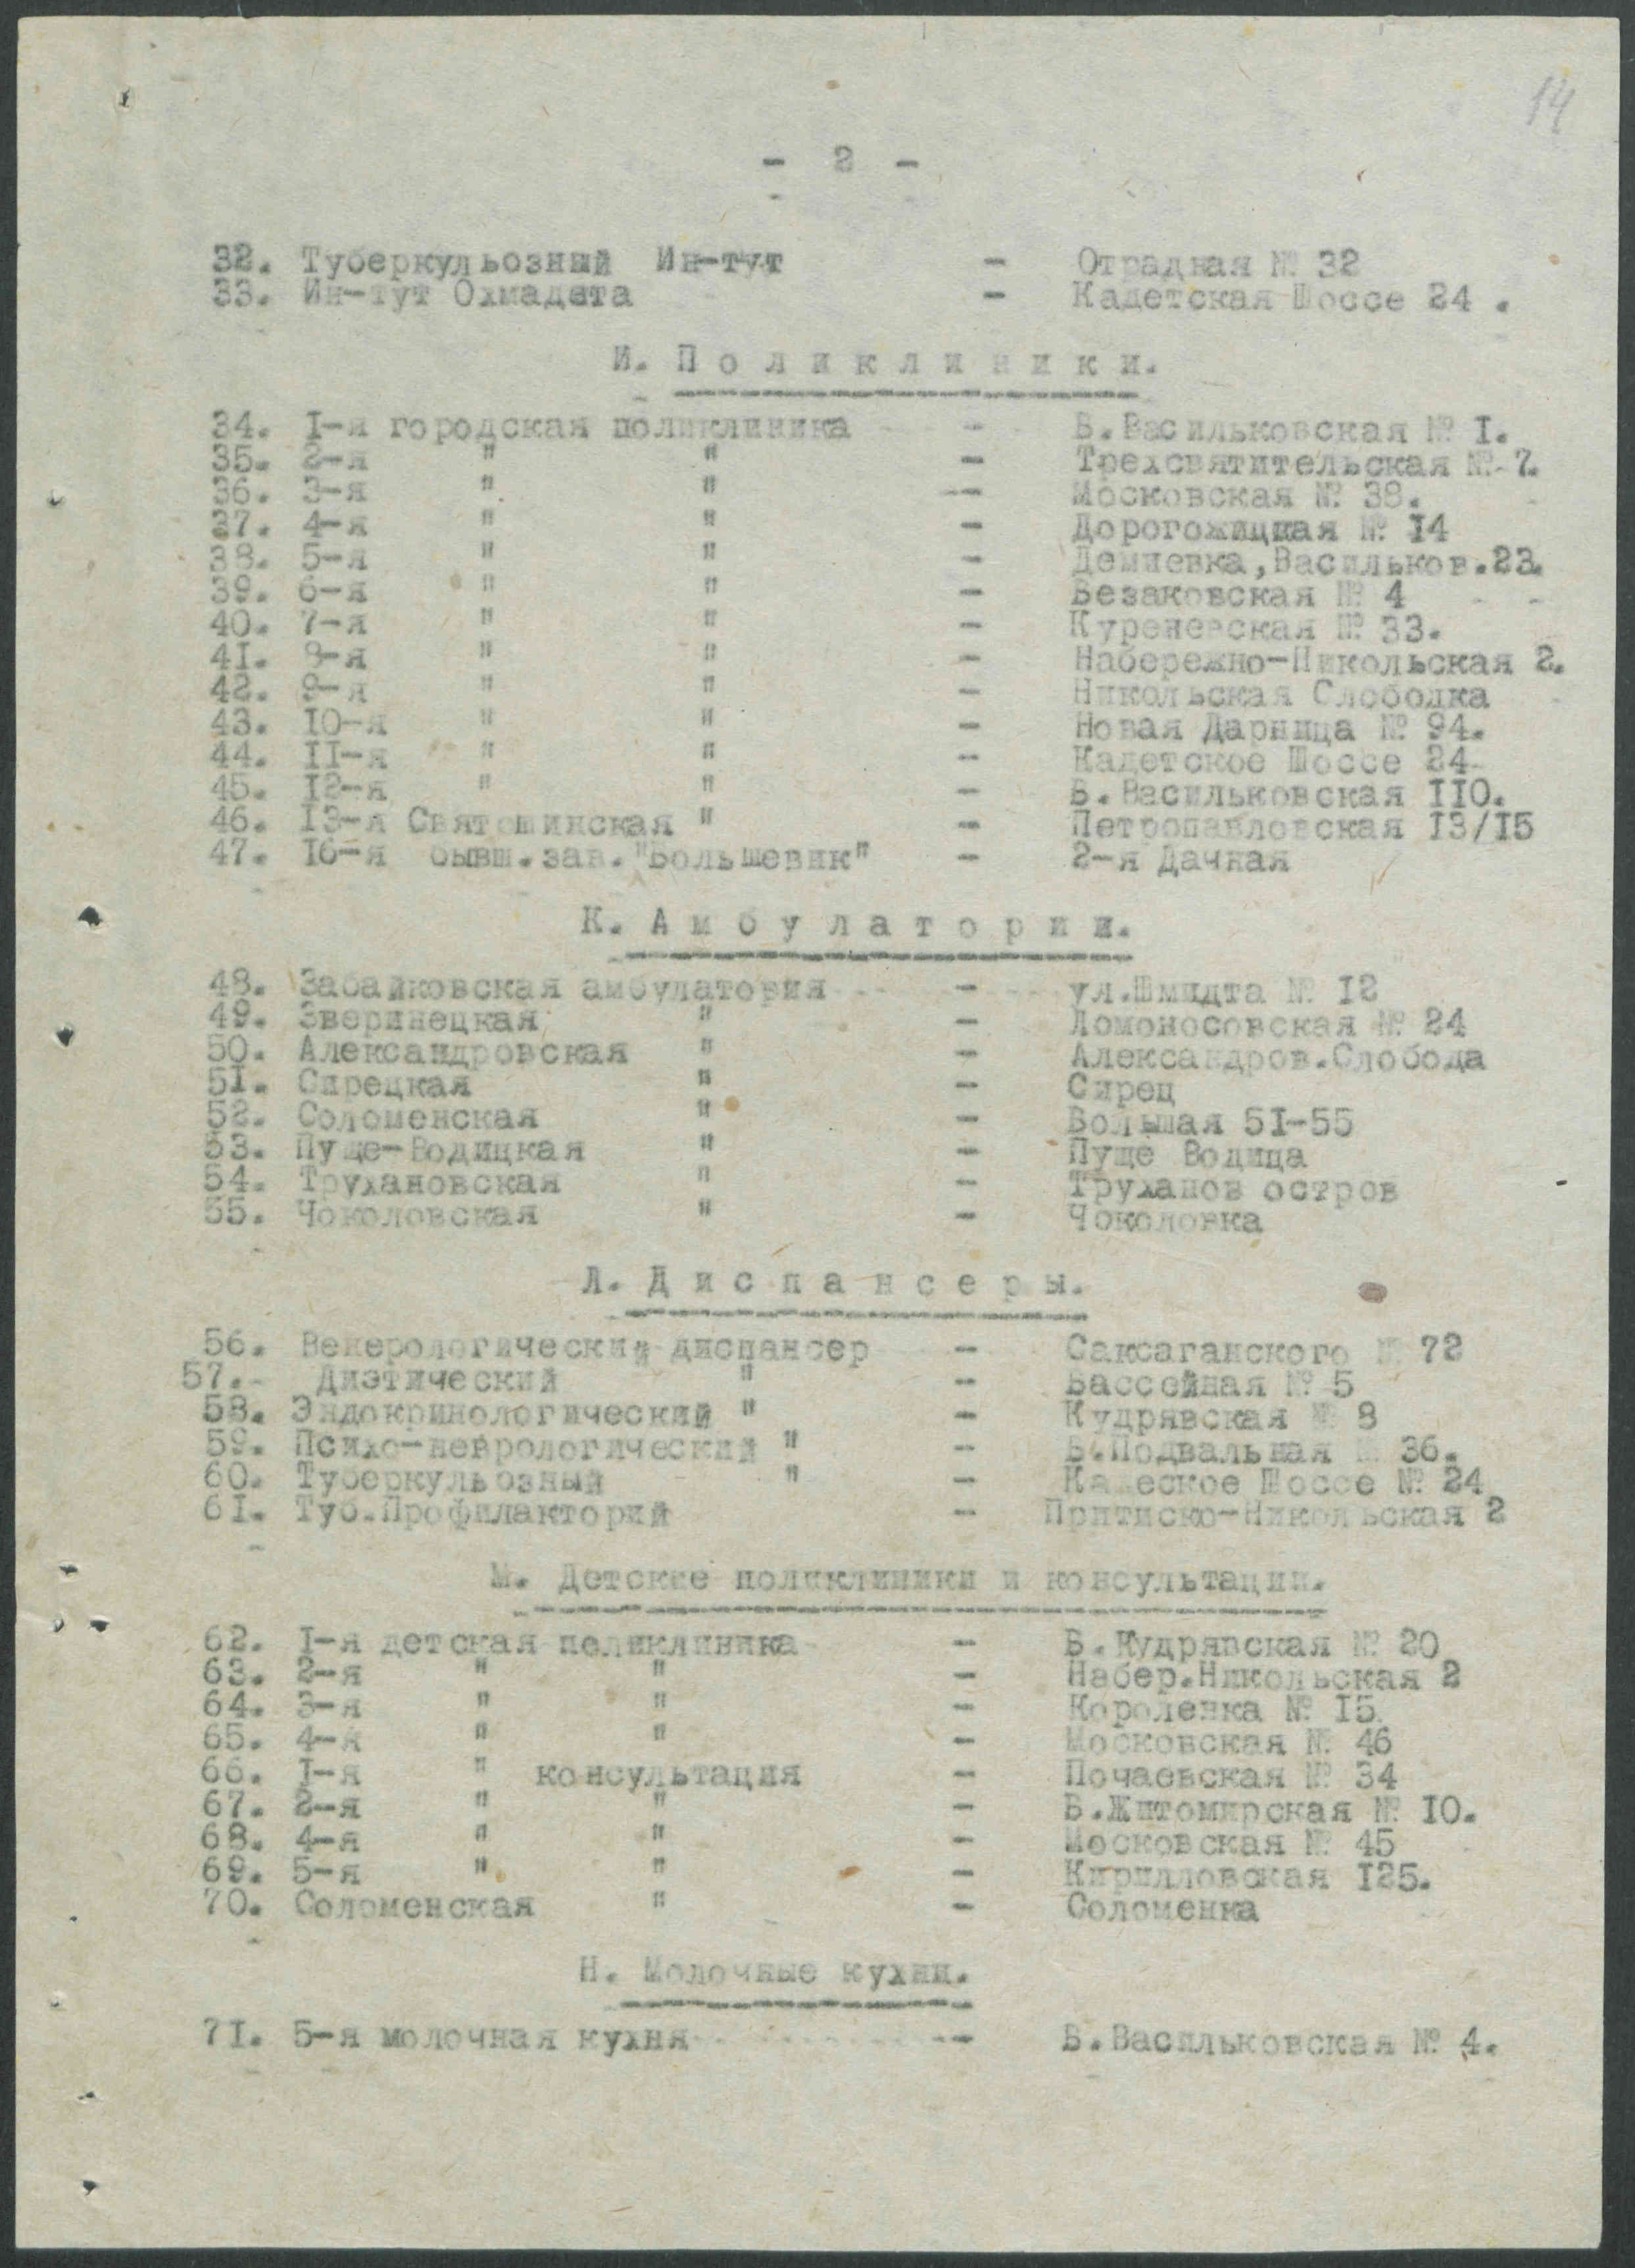 14
- 2 -
32. Туберкульозный Ин-тут - Отрадная № 32
33. Ин-тут Охмадета - Кадетская Шоссе 24 .
И. Поликлиники.
34. I-я городская поликлиника - Б.Васильковская № I.
35. 2-я " " - Трехсвятительская № 7.
36. 3-я " " - Московская № 38.
37. 4-я " " - Дорогожицкая № I4
38. 5-я " " - Демиевка,Васильков.23.
39. 6-я " " - Безаковская № 4
40. 7-я " " - Куреневская № 33.
4I. 8-я " " - Набережно-Никольская 2.
42. 9-я " " - Никольская Слободка
43. I0-я " " - Новая Дарница № 94.
44. II-я " " - Кадетское Шоссе 24
45. I2-я " " - Б.Васильковская II0.
46. I3-я Святошинская " - Петропавловская I3/I5
47. I6-я бывш.зав."Большевик" - 2-я Дачная
К. Амбулатории.
48. Забайковская амбулатория - ул.Шмидта № I2
49. Зверинецкая " - Ломоносовская № 24
50. Александровская " - Александров.Слобода
5I. Сирецкая " - Сирец
52. Соломенская " - Большая 5I-55
53. Пуще-Водицкая " - Пуще Водица
54. Трухановская " - Труханов остров
55. Чоколовская " - Чоколовка
Л. Диспансеры.
56. Венерологический диспансер - Саксаганского № 72
57.- Диэтический " - Бассейная № 5
58. Эндокринологический " - Кудрявская № 8
59. Психо-неврологический " - Б.Подвальная № 36.
60. Туберкульозный " - Кадеское Шоссе № 24
6I. Туб.Профилакторий - Притиско-Никольская 2
М. Детские поликлиники и консультации.
62. I-я детская поликлиника - Б.Кудрявская № 20
63. 2-я " " - Набер.Никольская 2
64. 3-я " " - Короленка № I5
65. 4-я " " - Московская № 46
66. I-я " консультация - Почаевская № 34
67. 2-я " " - Б.Житомирская № I0.
68. 4-я " " - Московская № 45
69. 5-я " " - Кирилловская I25.
70. Соломенская " - Соломенка
Н. Молочные кухни.
7I. 5-я молочная кухня - Б.Васильковская № 4.